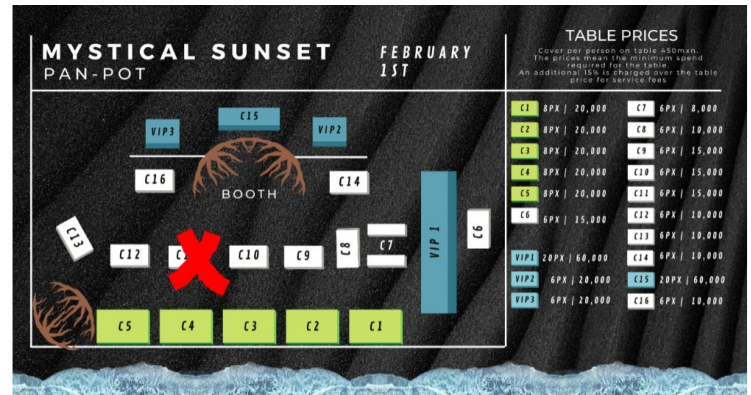 MYSTICAL SUNSET
PAN-POT
FEBRUARY
1ST
TABLE PRICES
Cover per person on table 450mxn.
The prices mean the minimum spend
required for the table.
An additional 15% is charged over the table
price for service fees
VIP3
C15
VIP2
C16
BOOTH
C14
C13
C12
C10
C9
C8
C7
VIP 1
C6
C5
C4
C3
C2
C1
C1 8PX | 20,000
C2 8PX | 20,000
C3 8PX | 20,000
C4 8PX | 20,000
C5 8PX | 20,000
C6 6PX | 15,000
VIP1 20PX | 60,000
VIP2 6PX | 20,000
VIP3 6PX | 20,000
C7 6PX | 8,000
C8 6PX | 10,000
C9 6PX | 15,000
C10 6PX | 15,000
C11 6PX | 15,000
C12 6PX | 10,000
C13 6PX | 10,000
C14 6PX | 10,000
C15 20PX | 60,000
C16 6PX | 10,000